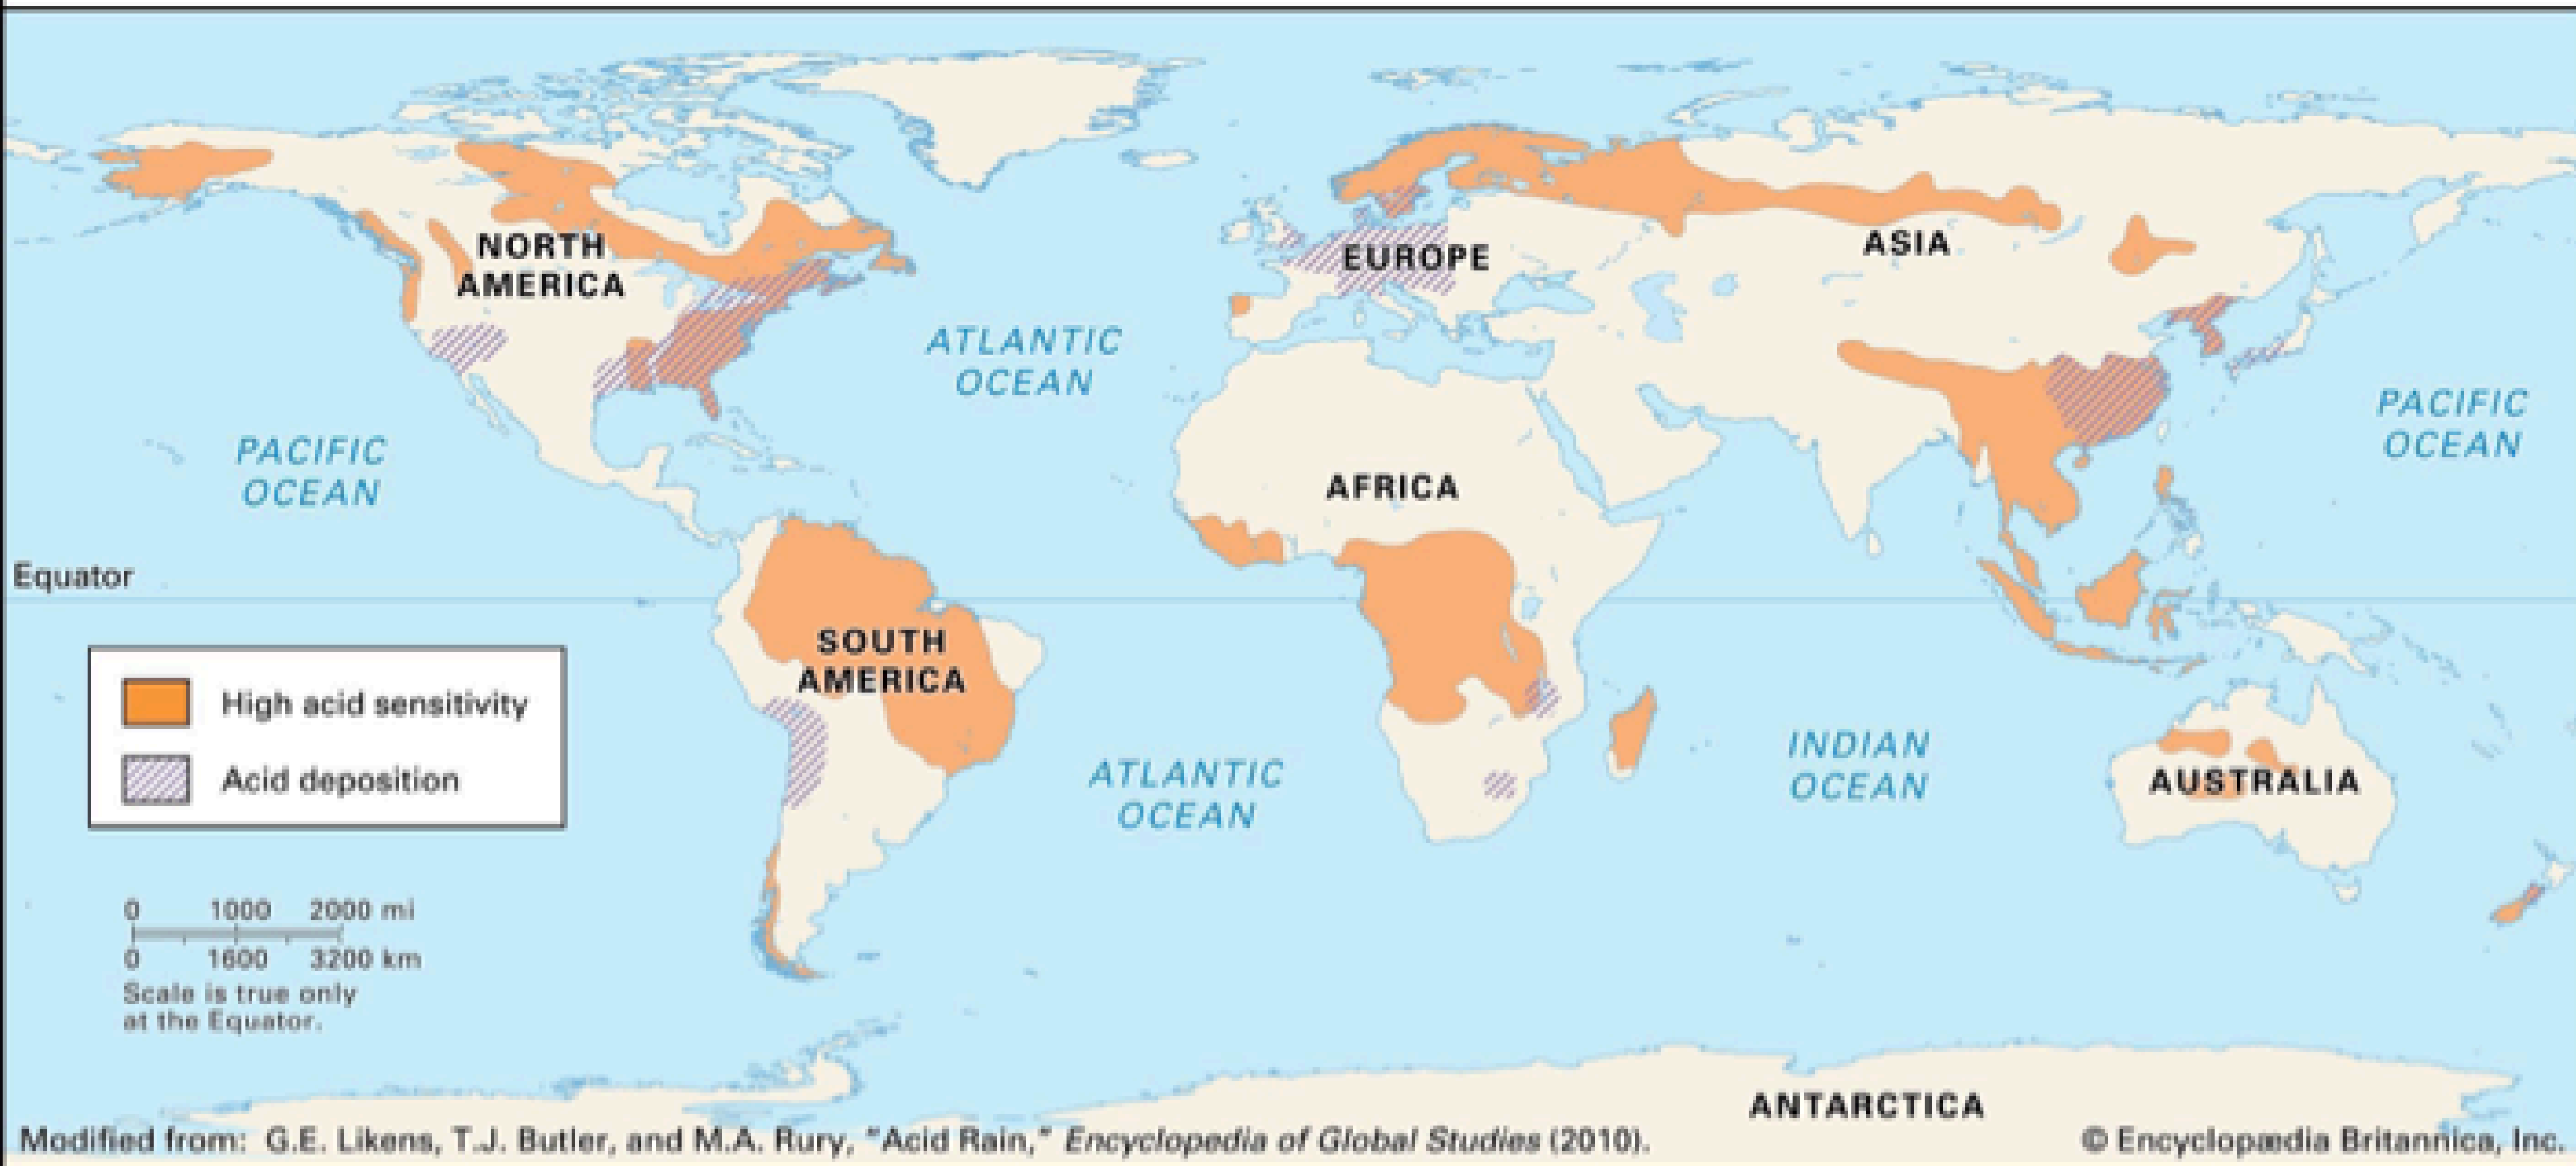 NORTH
AMERICA
EUROPE
ASIA
ATLANTIC
OCEAN
PACIFIC
OCEAN
PACIFIC
OCEAN
AFRICA
Equator
SOUTH
AMERICA
High acid sensitivity
Acid deposition
ATLANTIC
OCEAN
INDIAN
OCEAN
AUSTRALIA
0 1000 2000 mi
0 1600 3200 km
Scale is true only
at the Equator.
ANTARCTICA
Modified from: G.E. Likens, T.J. Butler, and M.A. Rury, "Acid Rain," Encyclopedia of Global Studies (2010).
© Encyclopædia Britannica, Inc.